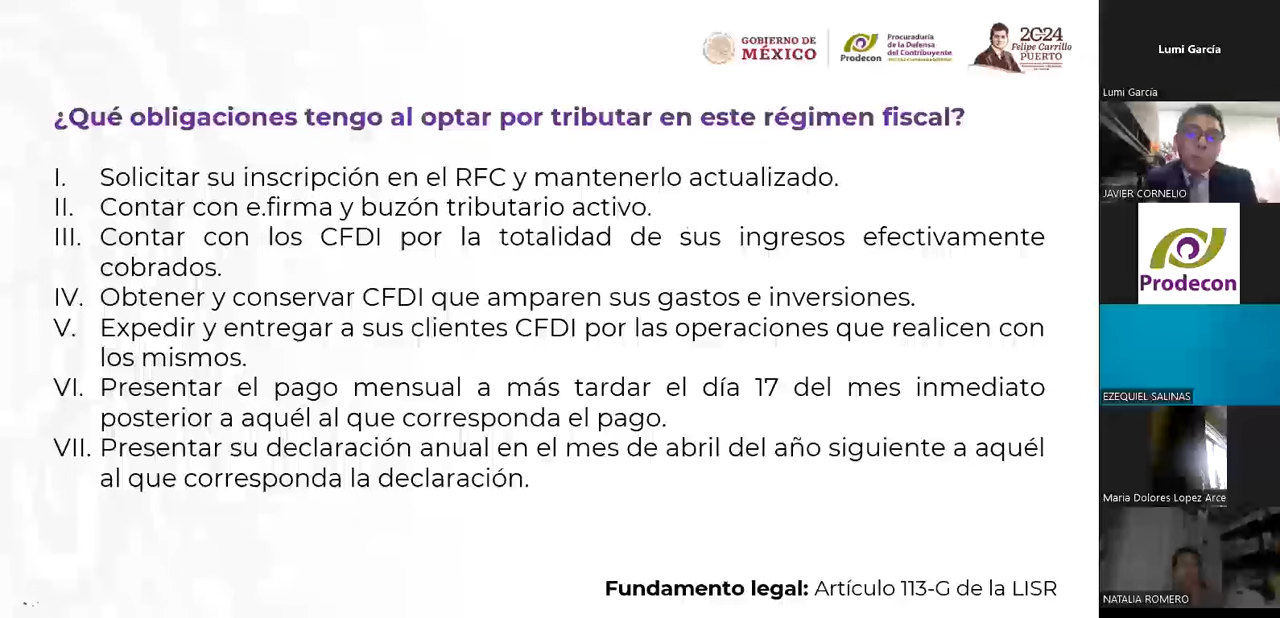 GOBIERNO DE
MÉXICO
Prodecon
Procuraduría
de la Defensa
del Contribuyente
2024
Felipe Carrillo
PUERTO
¿Qué obligaciones tengo al optar por tributar en este régimen fiscal?
I. Solicitar su inscripción en el RFC y mantenerlo actualizado.
II. Contar con e.firma y buzón tributario activo.
III. Contar con los CFDI por la totalidad de sus ingresos efectivamente
cobrados.
IV. Obtener y conservar CFDI que amparen sus gastos e inversiones.
V. Expedir y entregar a sus clientes CFDI por las operaciones que realicen con
los mismos.
VI. Presentar el pago mensual a más tardar el día 17 del mes inmediato
posterior a aquél al que corresponda el pago.
VII. Presentar su declaración anual en el mes de abril del año siguiente a aquél
al que corresponda la declaración.
Fundamento legal: Artículo 113-G de la LISR
Lumi García
Lumi García
JAVIER CORNELIO
Prodecon
EZEQUIEL SALINAS
Maria Dolores Lopez Arce
NATALIA ROMERO